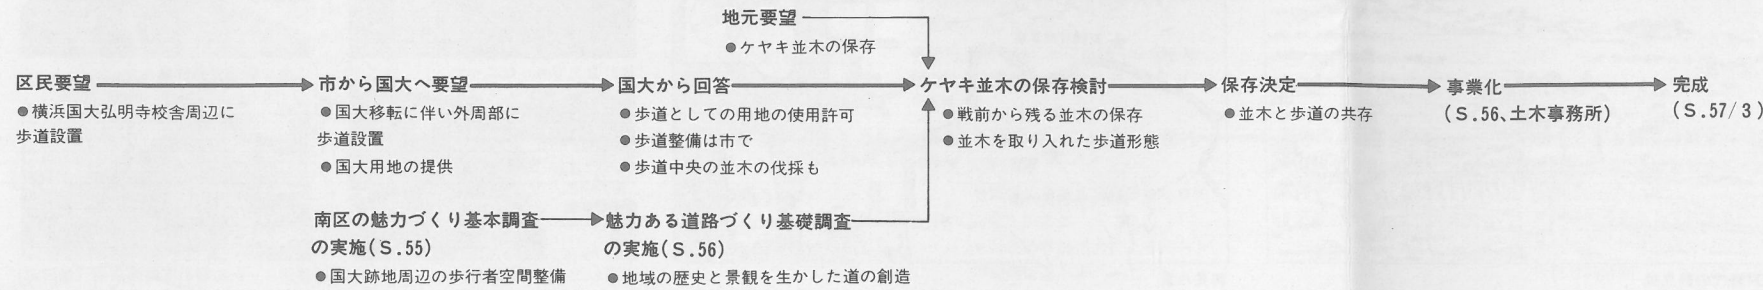 地元要望
●ケヤキ並木の保存
区民要望
●横浜国大弘明寺校舎周辺に
歩道設置
市から国大へ要望
●国大移転に伴い外周部に
歩道設置
●国大用地の提供
国大から回答
●歩道としての用地の使用許可
●歩道整備は市で
●歩道中央の並木の伐採も
ケヤキ並木の保存検討
●戦前から残る並木の保存
●並木を取り入れた歩道形態
保存決定
●並木と歩道の共存
事業化
(S.56、土木事務所)
完成
(S.57/3)
南区の魅力づくり基本調査
の実施(S.55)
●国大跡地周辺の歩行者空間整備
魅力ある道路づくり基礎調査
の実施(S.56)
●地域の歴史と景観を生かした道の創造